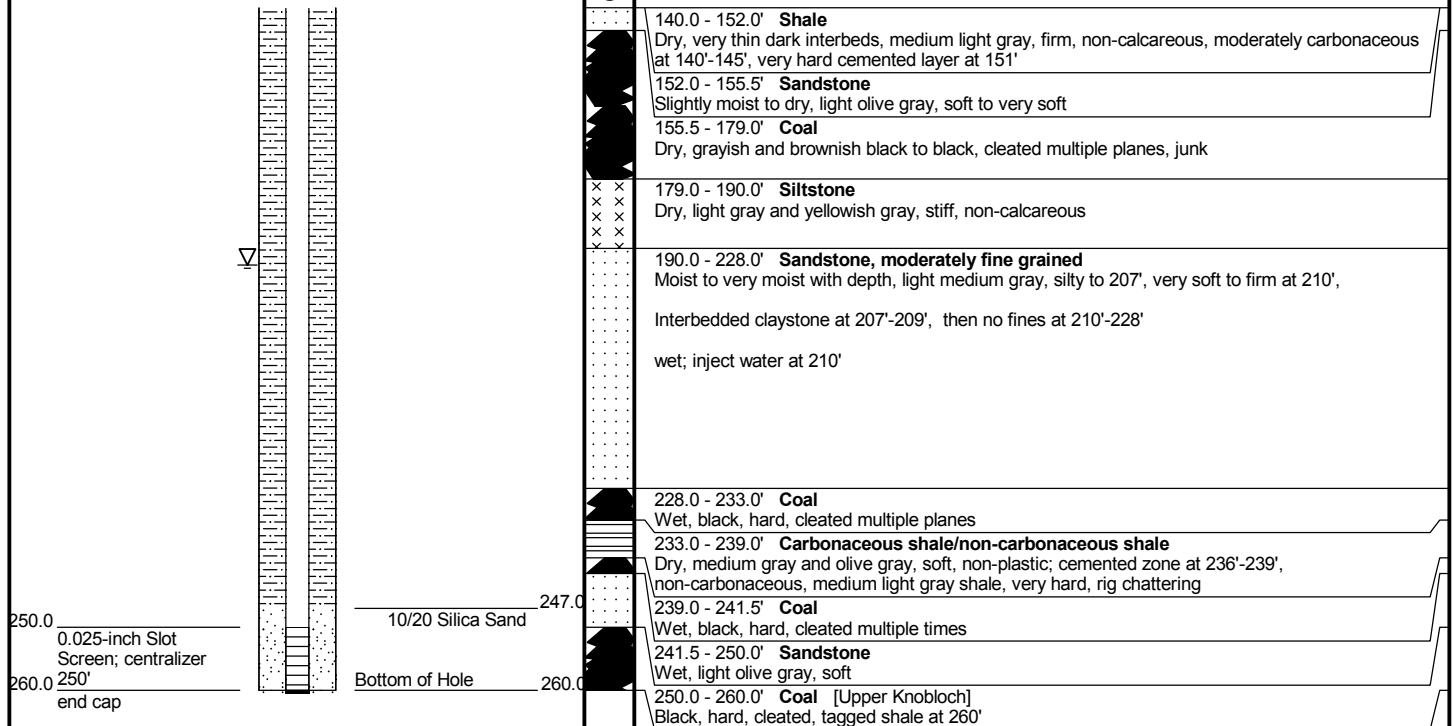 140.0 - 152.0' Shale
Dry, very thin dark interbeds, medium light gray, firm, non-calcareous, moderately carbonaceous
at 140'-145', very hard cemented layer at 151'
152.0 - 155.5' Sandstone
Slightly moist to dry, light olive gray, soft to very soft
155.5 - 179.0' Coal
Dry, grayish and brownish black to black, cleated multiple planes, junk
179.0 - 190.0' Siltstone
Dry, light gray and yellowish gray, stiff, non-calcareous
190.0 - 228.0' Sandstone, moderately fine grained
Moist to very moist with depth, light medium gray, silty to 207', very soft to firm at 210',
Interbedded claystone at 207'-209', then no fines at 210'-228'
wet; inject water at 210'
228.0 - 233.0' Coal
Wet, black, hard, cleated multiple planes
233.0 - 239.0' Carbonaceous shale/non-carbonaceous shale
Dry, medium gray and olive gray, soft, non-plastic; cemented zone at 236'-239',
non-carbonaceous, medium light gray shale, very hard, rig chattering
239.0 - 241.5' Coal
Wet, black, hard, cleated multiple times
241.5 - 250.0' Sandstone
Wet, light olive gray, soft
250.0 - 260.0' Coal [Upper Knobloch]
Black, hard, cleated, tagged shale at 260'
247.0
10/20 Silica Sand
250.0
0.025-inch Slot
Screen; centralizer
250'
260.0
end cap
Bottom of Hole
260.0